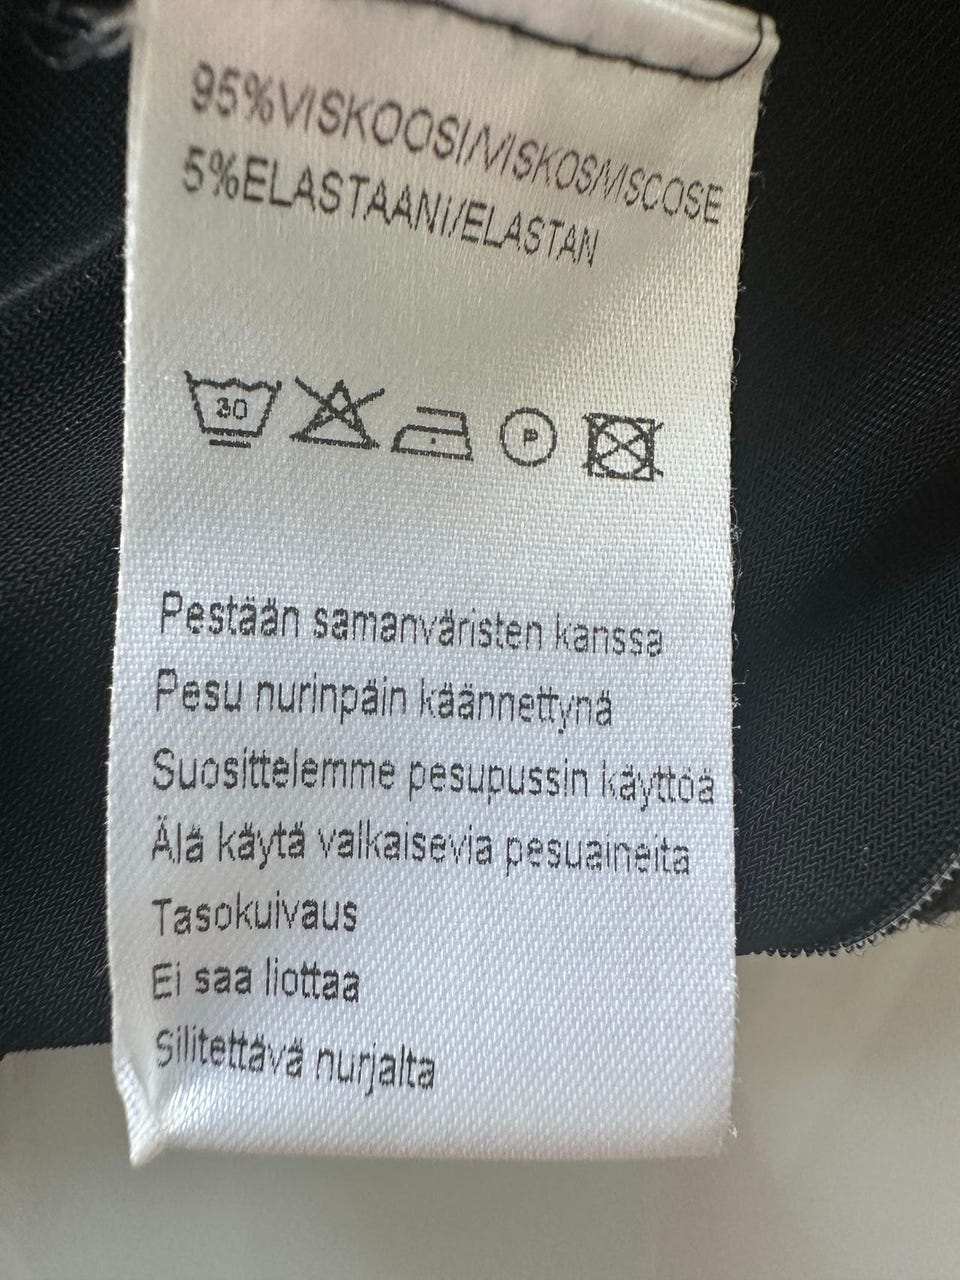 95%VISKOOSI/VISKOS/VISCOSE
5%ELASTAANI/ELASTAN
30
P
Pestään samanväristen kanssa
Pesu nurinpäin käännettynä
Suosittelemme pesupussin käyttöä
Älä käytä valkaisevia pesuaineita
Tasokuivaus
Ei saa liottaa
Silitettävä nurjalta